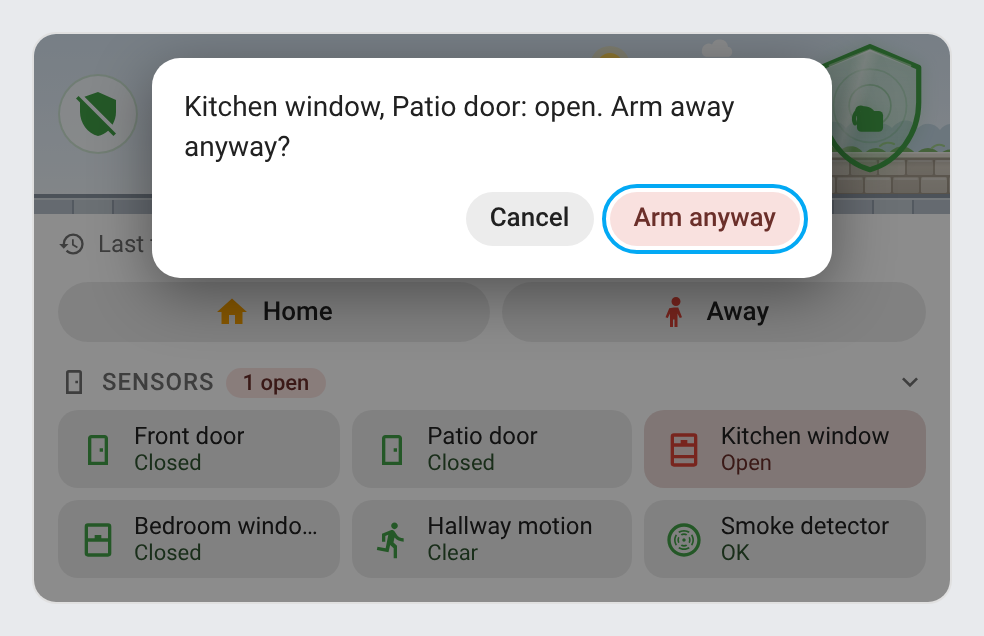 Kitchen window, Patio door: open. Arm away
anyway?
Cancel
Arm anyway
Last
Home
Away
SENSORS
1 open
Front door
Closed
Patio door
Closed
Kitchen window
Open
Bedroom windo...
Closed
Hallway motion
Clear
Smoke detector
OK